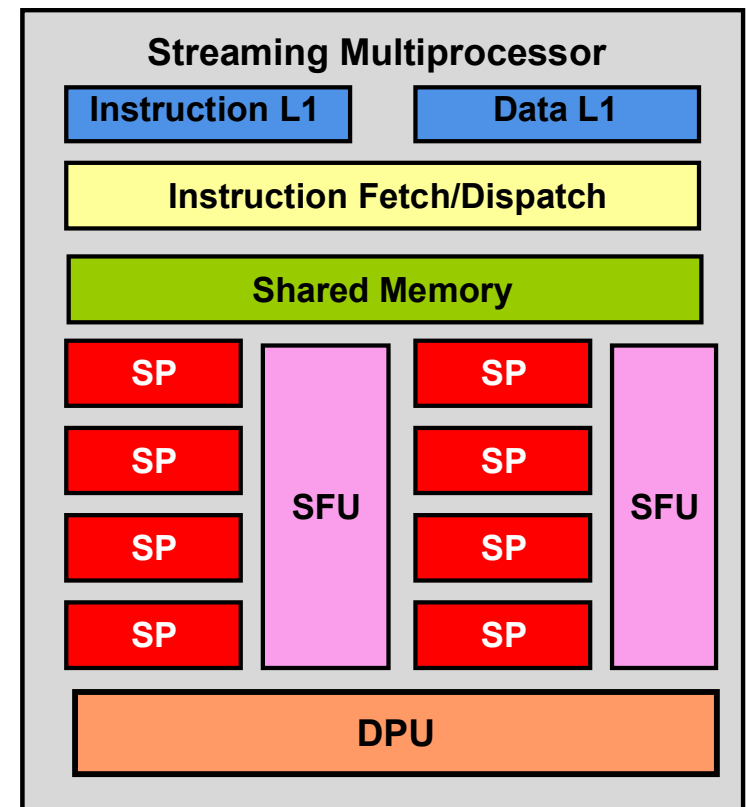 Streaming Multiprocessor
Instruction L1
Data L1
Instruction Fetch/Dispatch
Shared Memory
SP
SP
SP
SP
SFU
SP
SP
SP
SP
SFU
DPU